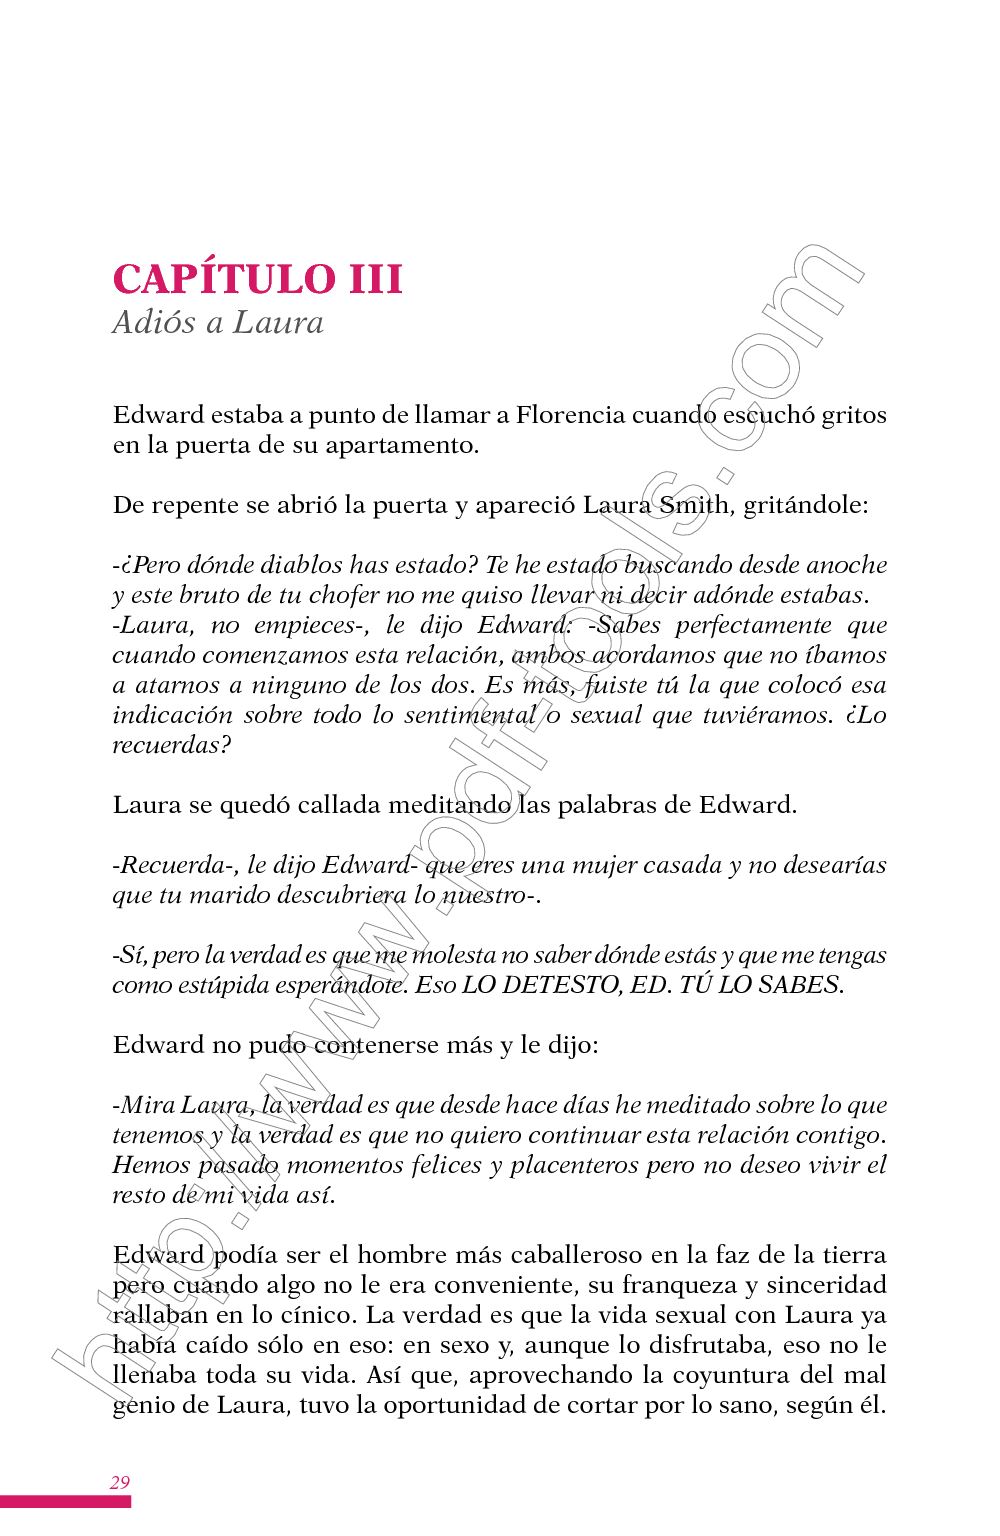 CAPÍTULO III
Adiós a Laura
Edward estaba a punto de llamar a Florencia cuando escuchó gritos
en la puerta de su apartamento.
De repente se abrió la puerta y apareció Laura Smith, gritándole:
-¿Pero dónde diablos has estado? Te he estado buscando desde anoche
y este bruto de tu chofer no me quiso llevar ni decir adónde estabas.
-Laura, no empieces-, le dijo Edward: -Sabes perfectamente que
cuando comenzamos esta relación, ambos acordamos que no íbamos
a atarnos a ninguno de los dos. Es más, fuiste tú la que colocó esa
indicación sobre todo lo sentimental o sexual que tuviéramos. ¿Lo
recuerdas?
Laura se quedó callada meditando las palabras de Edward.
-Recuerda-, le dijo Edward- que eres una mujer casada y no desearías
que tu marido descubriera lo nuestro-.
-Sí, pero la verdad es que me molesta no saber dónde estás y que me tengas
como estúpida esperándote. Eso LO DETESTO, ED. TÚ LO SABES.
Edward no pudo contenerse más y le dijo:
-Mira Laura, la verdad es que desde hace días he meditado sobre lo que
tenemos y la verdad es que no quiero continuar esta relación contigo.
Hemos pasado momentos felices y placenteros pero no deseo vivir el
resto de mi vida así.
Edward podía ser el hombre más caballeroso en la faz de la tierra
pero cuando algo no le era conveniente, su franqueza y sinceridad
rallaban en lo cínico. La verdad es que la vida sexual con Laura ya
había caído sólo en eso: en sexo y, aunque lo disfrutaba, eso no le
llenaba toda su vida. Así que, aprovechando la coyuntura del mal
genio de Laura, tuvo la oportunidad de cortar por lo sano, según él.
29
http://www.pdf-tools.com